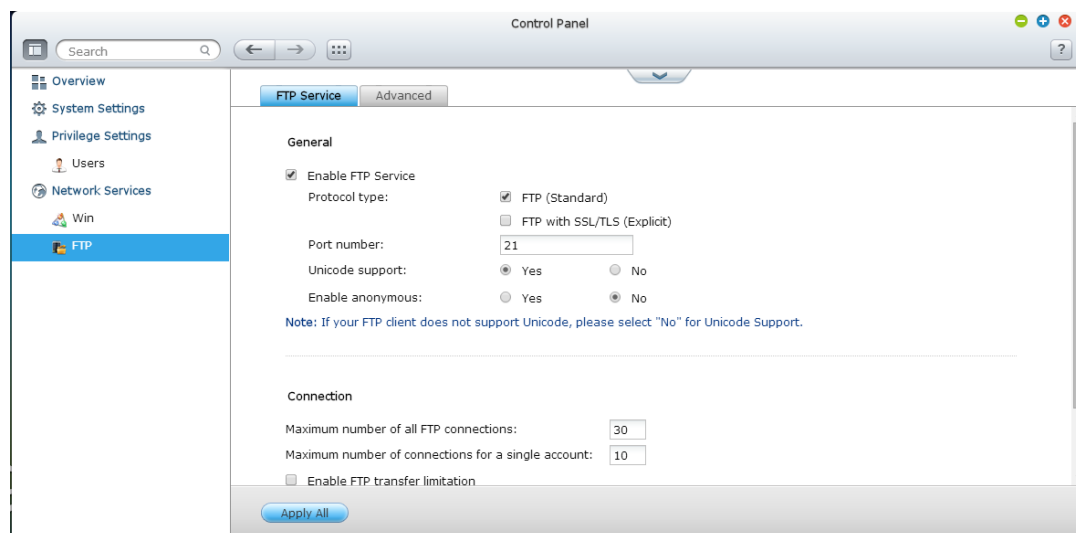 Control Panel
Search
?
Overview
System Settings
Privilege Settings
Users
Network Services
Win
FTP
FTP Service
Advanced
General
Enable FTP Service
Protocol type:
FTP (Standard)
FTP with SSL/TLS (Explicit)
Port number:
21
Unicode support:
Yes
No
Enable anonymous:
Yes
No
Note: If your FTP client does not support Unicode, please select "No" for Unicode Support.
Connection
Maximum number of all FTP connections:
30
Maximum number of connections for a single account:
10
Enable FTP transfer limitation
Apply All